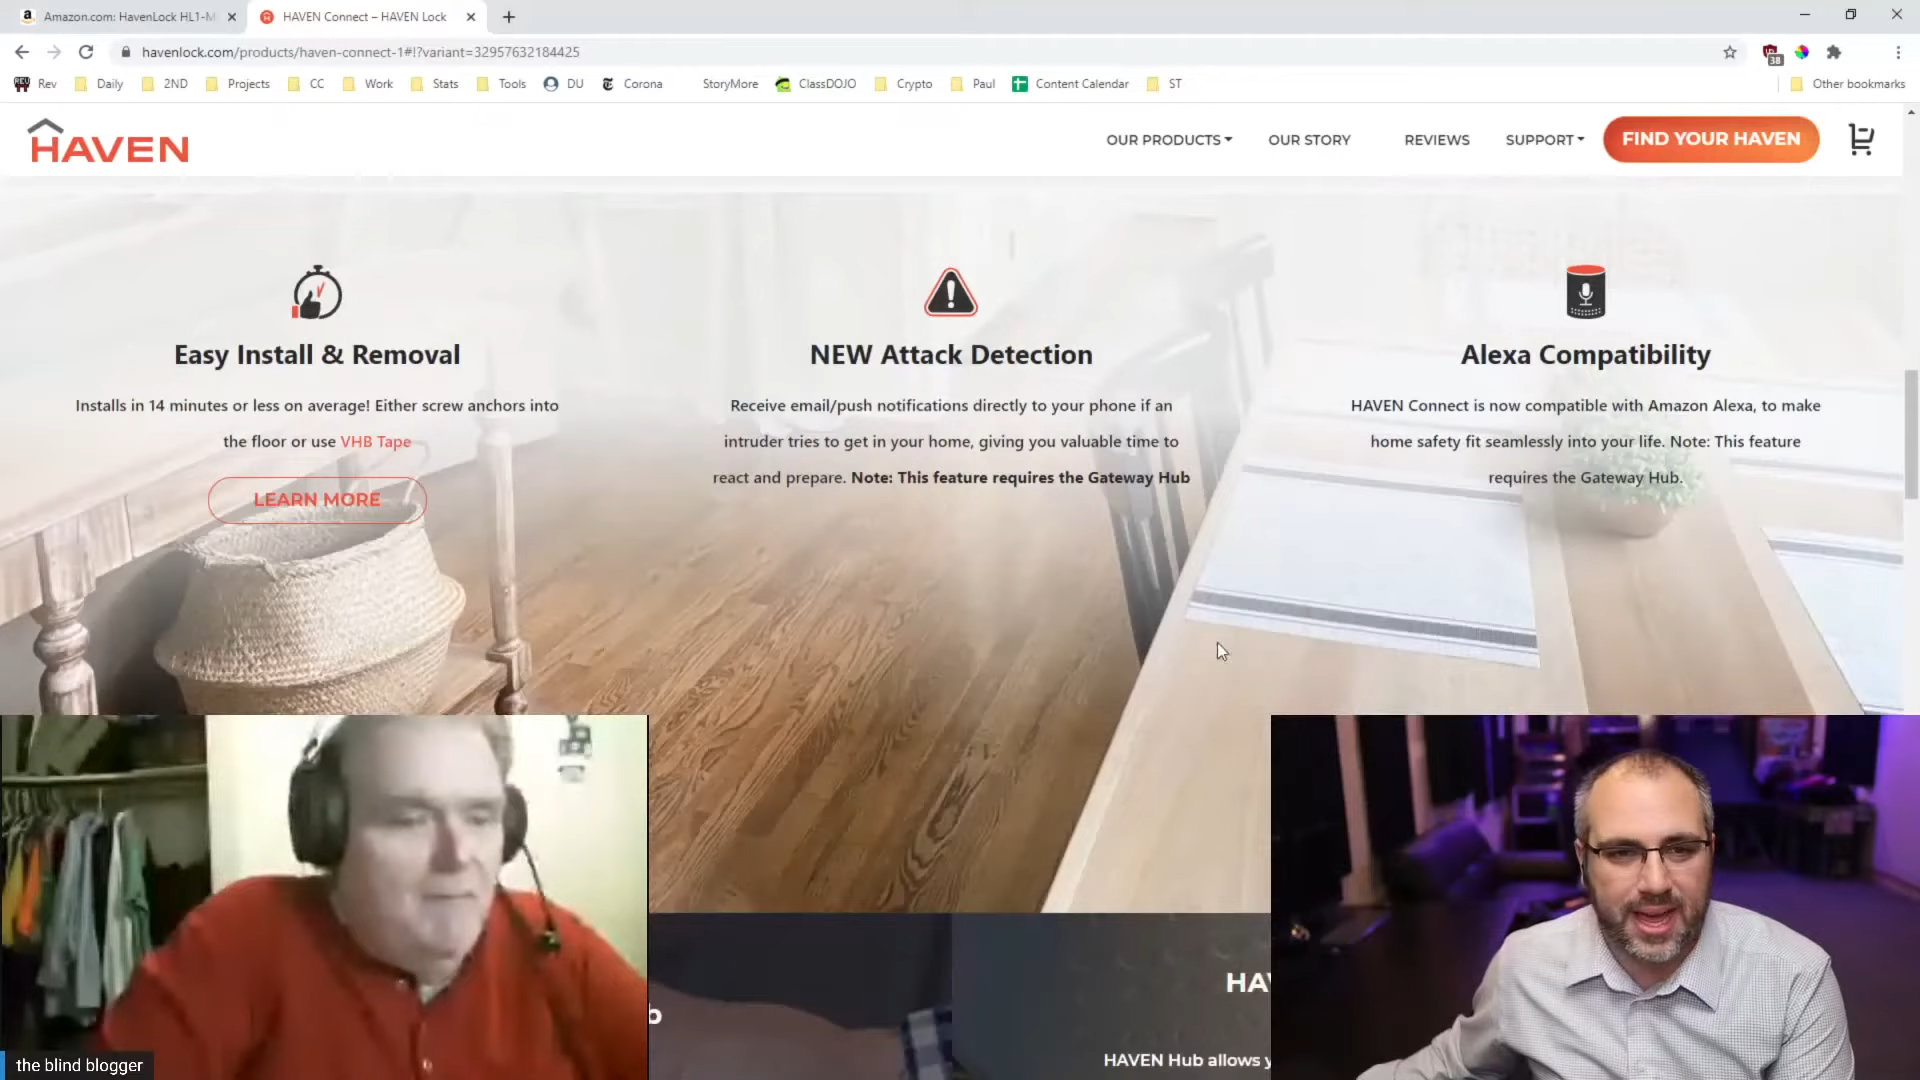 Amazon.com: HavenLock HL1-M
HAVEN Connect – HAVEN Lock
havenlock.com/products/haven-connect-1#!?variant=32957632184425
38
Rev Daily 2ND Projects CC Work Stats Tools DU Corona StoryMore ClassDOJO Crypto Paul Content Calendar ST Other bookmarks
HAVEN
OUR PRODUCTS OUR STORY REVIEWS SUPPORT FIND YOUR HAVEN
Easy Install & Removal
Installs in 14 minutes or less on average! Either screw anchors into
the floor or use VHB Tape
LEARN MORE
NEW Attack Detection
Receive email/push notifications directly to your phone if an
intruder tries to get in your home, giving you valuable time to
react and prepare. Note: This feature requires the Gateway Hub
Alexa Compatibility
HAVEN Connect is now compatible with Amazon Alexa, to make
home safety fit seamlessly into your life. Note: This feature
requires the Gateway Hub.
b
HAV
HAVEN Hub allows y
the blind blogger